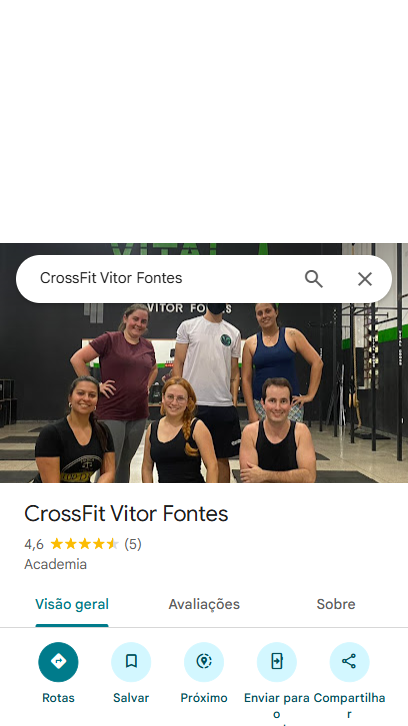 CrossFit Vitor Fontes
VITOR FONTES
CrossFit Vitor Fontes
4,6 (5)
Academia
Visão geral Avaliações Sobre
Rotas Salvar Próximo Enviar para o Compartilhar